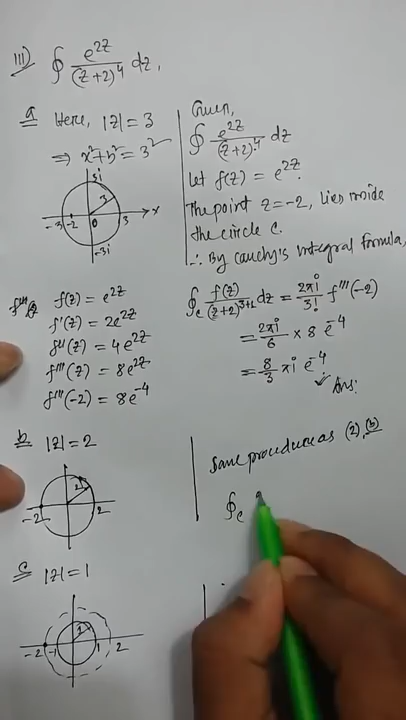 III) ∮ e^2z / (z+2)^4 dz,
a Here, |z| = 3
⇒ x²+b² = 3²
3i
3
-3 -2 0 3 x
-3i
f(z) = e^2z
f'(z) = 2e^2z
f''(z) = 4e^2z
f'''(z) = 8e^2z
f'''(-2) = 8e^-4
Given,
∮ e^2z / (z+2)^4 dz
Let f(z) = e^2z.
The point z=-2, lies inside
the circle C.
∴ By cauchy's integral formula,
∮c f(z) / (z+2)^3+1 dz = 2πi / 3! f'''(-2)
= 2πi / 6 × 8 e^-4
= 8/3 πi e^-4.
Ans:
b |z| = 2
2
-2 2
Same procedure as (2),(b)
∮c
c |z| = 1
-2 -1 1 2